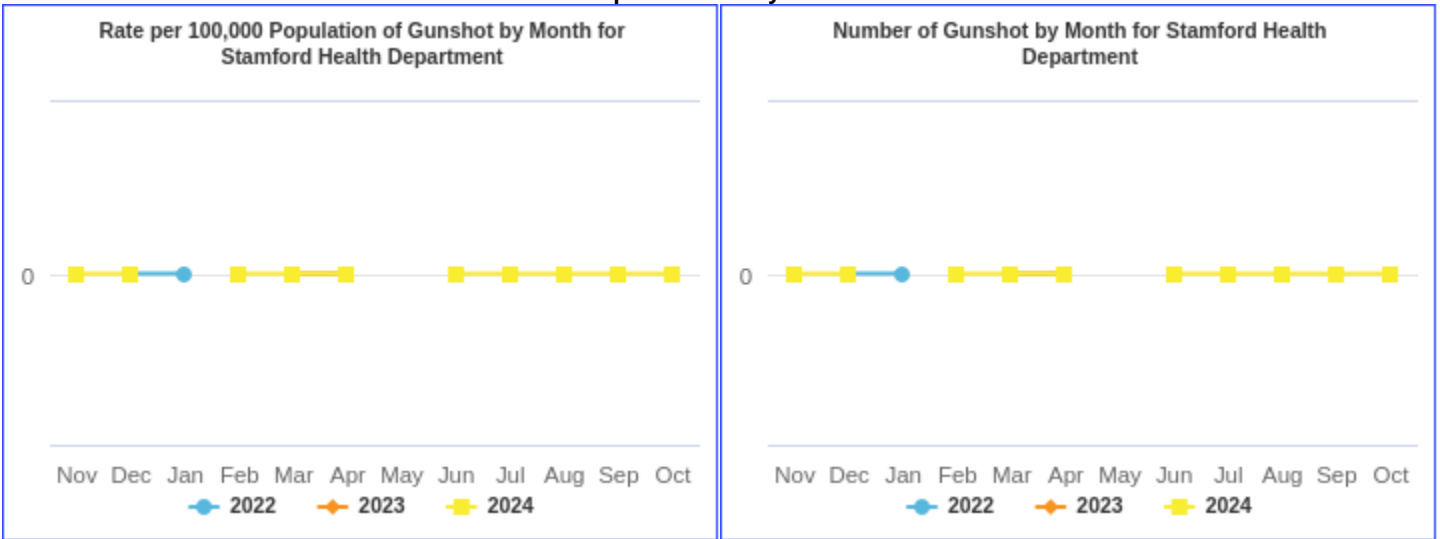 Rate per 100,000 Population of Gunshot by Month for
Stamford Health Department
0
Nov Dec Jan Feb Mar Apr May Jun Jul Aug Sep Oct
2022 2023 2024
Number of Gunshot by Month for Stamford Health
Department
0
Nov Dec Jan Feb Mar Apr May Jun Jul Aug Sep Oct
2022 2023 2024